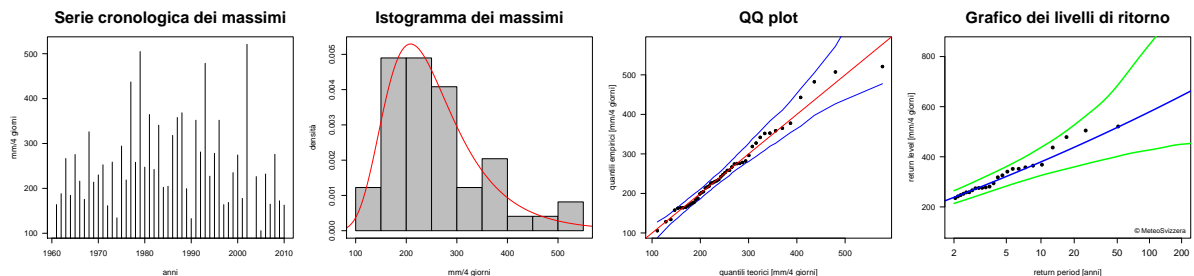 Serie cronologica dei massimi
mm/4 giorni
500
400
300
200
100
1960 1970 1980 1990 2000 2010
anni
Istogramma dei massimi
densità
0.005
0.004
0.003
0.002
0.001
0.000
100 200 300 400 500
mm/4 giorni
QQ plot
quantili empirici [mm/4 giorni]
500
400
300
200
100
100 200 300 400 500
quantili teorici [mm/4 giorni]
Grafico dei livelli di ritorno
return level [mm/4 giorni]
800
600
400
200
© MeteoSvizzera
2 5 10 20 50 100 200
return period [anni]